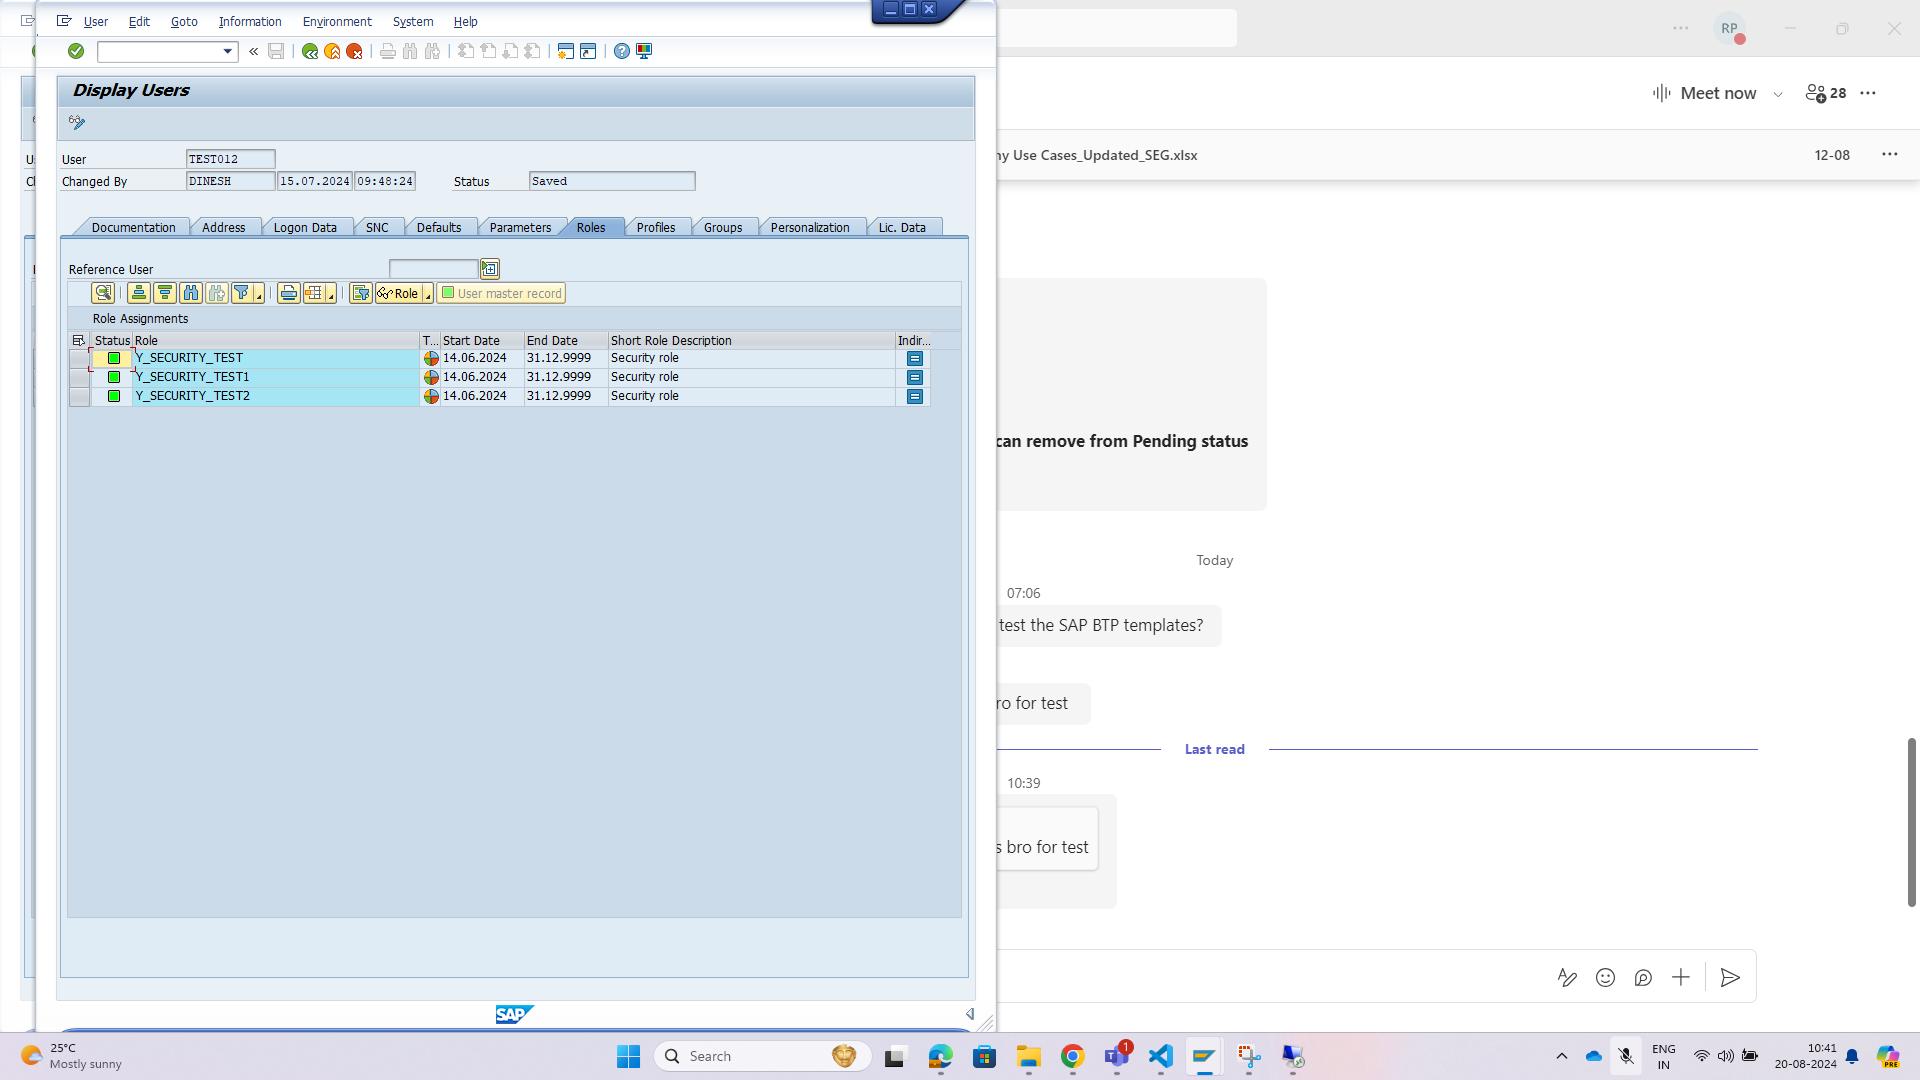 User Edit Goto Information Environment System Help
RP
Display Users
Meet now 28
User TEST012
ny Use Cases_Updated_SEG.xlsx 12-08
Changed By DINESH 15.07.2024 09:48:24 Status Saved
Documentation Address Logon Data SNC Defaults Parameters Roles Profiles Groups Personalization Lic. Data
Reference User
Role User master record
Role Assignments
Status Role T... Start Date End Date Short Role Description Indir...
Y_SECURITY_TEST 14.06.2024 31.12.9999 Security role
Y_SECURITY_TEST1 14.06.2024 31.12.9999 Security role
Y_SECURITY_TEST2 14.06.2024 31.12.9999 Security role
can remove from Pending status
Today
07:06
test the SAP BTP templates?
ro for test
Last read
10:39
s bro for test
SAP
25°C
Mostly sunny
Search
1
ENG
IN
10:41
20-08-2024
PRE